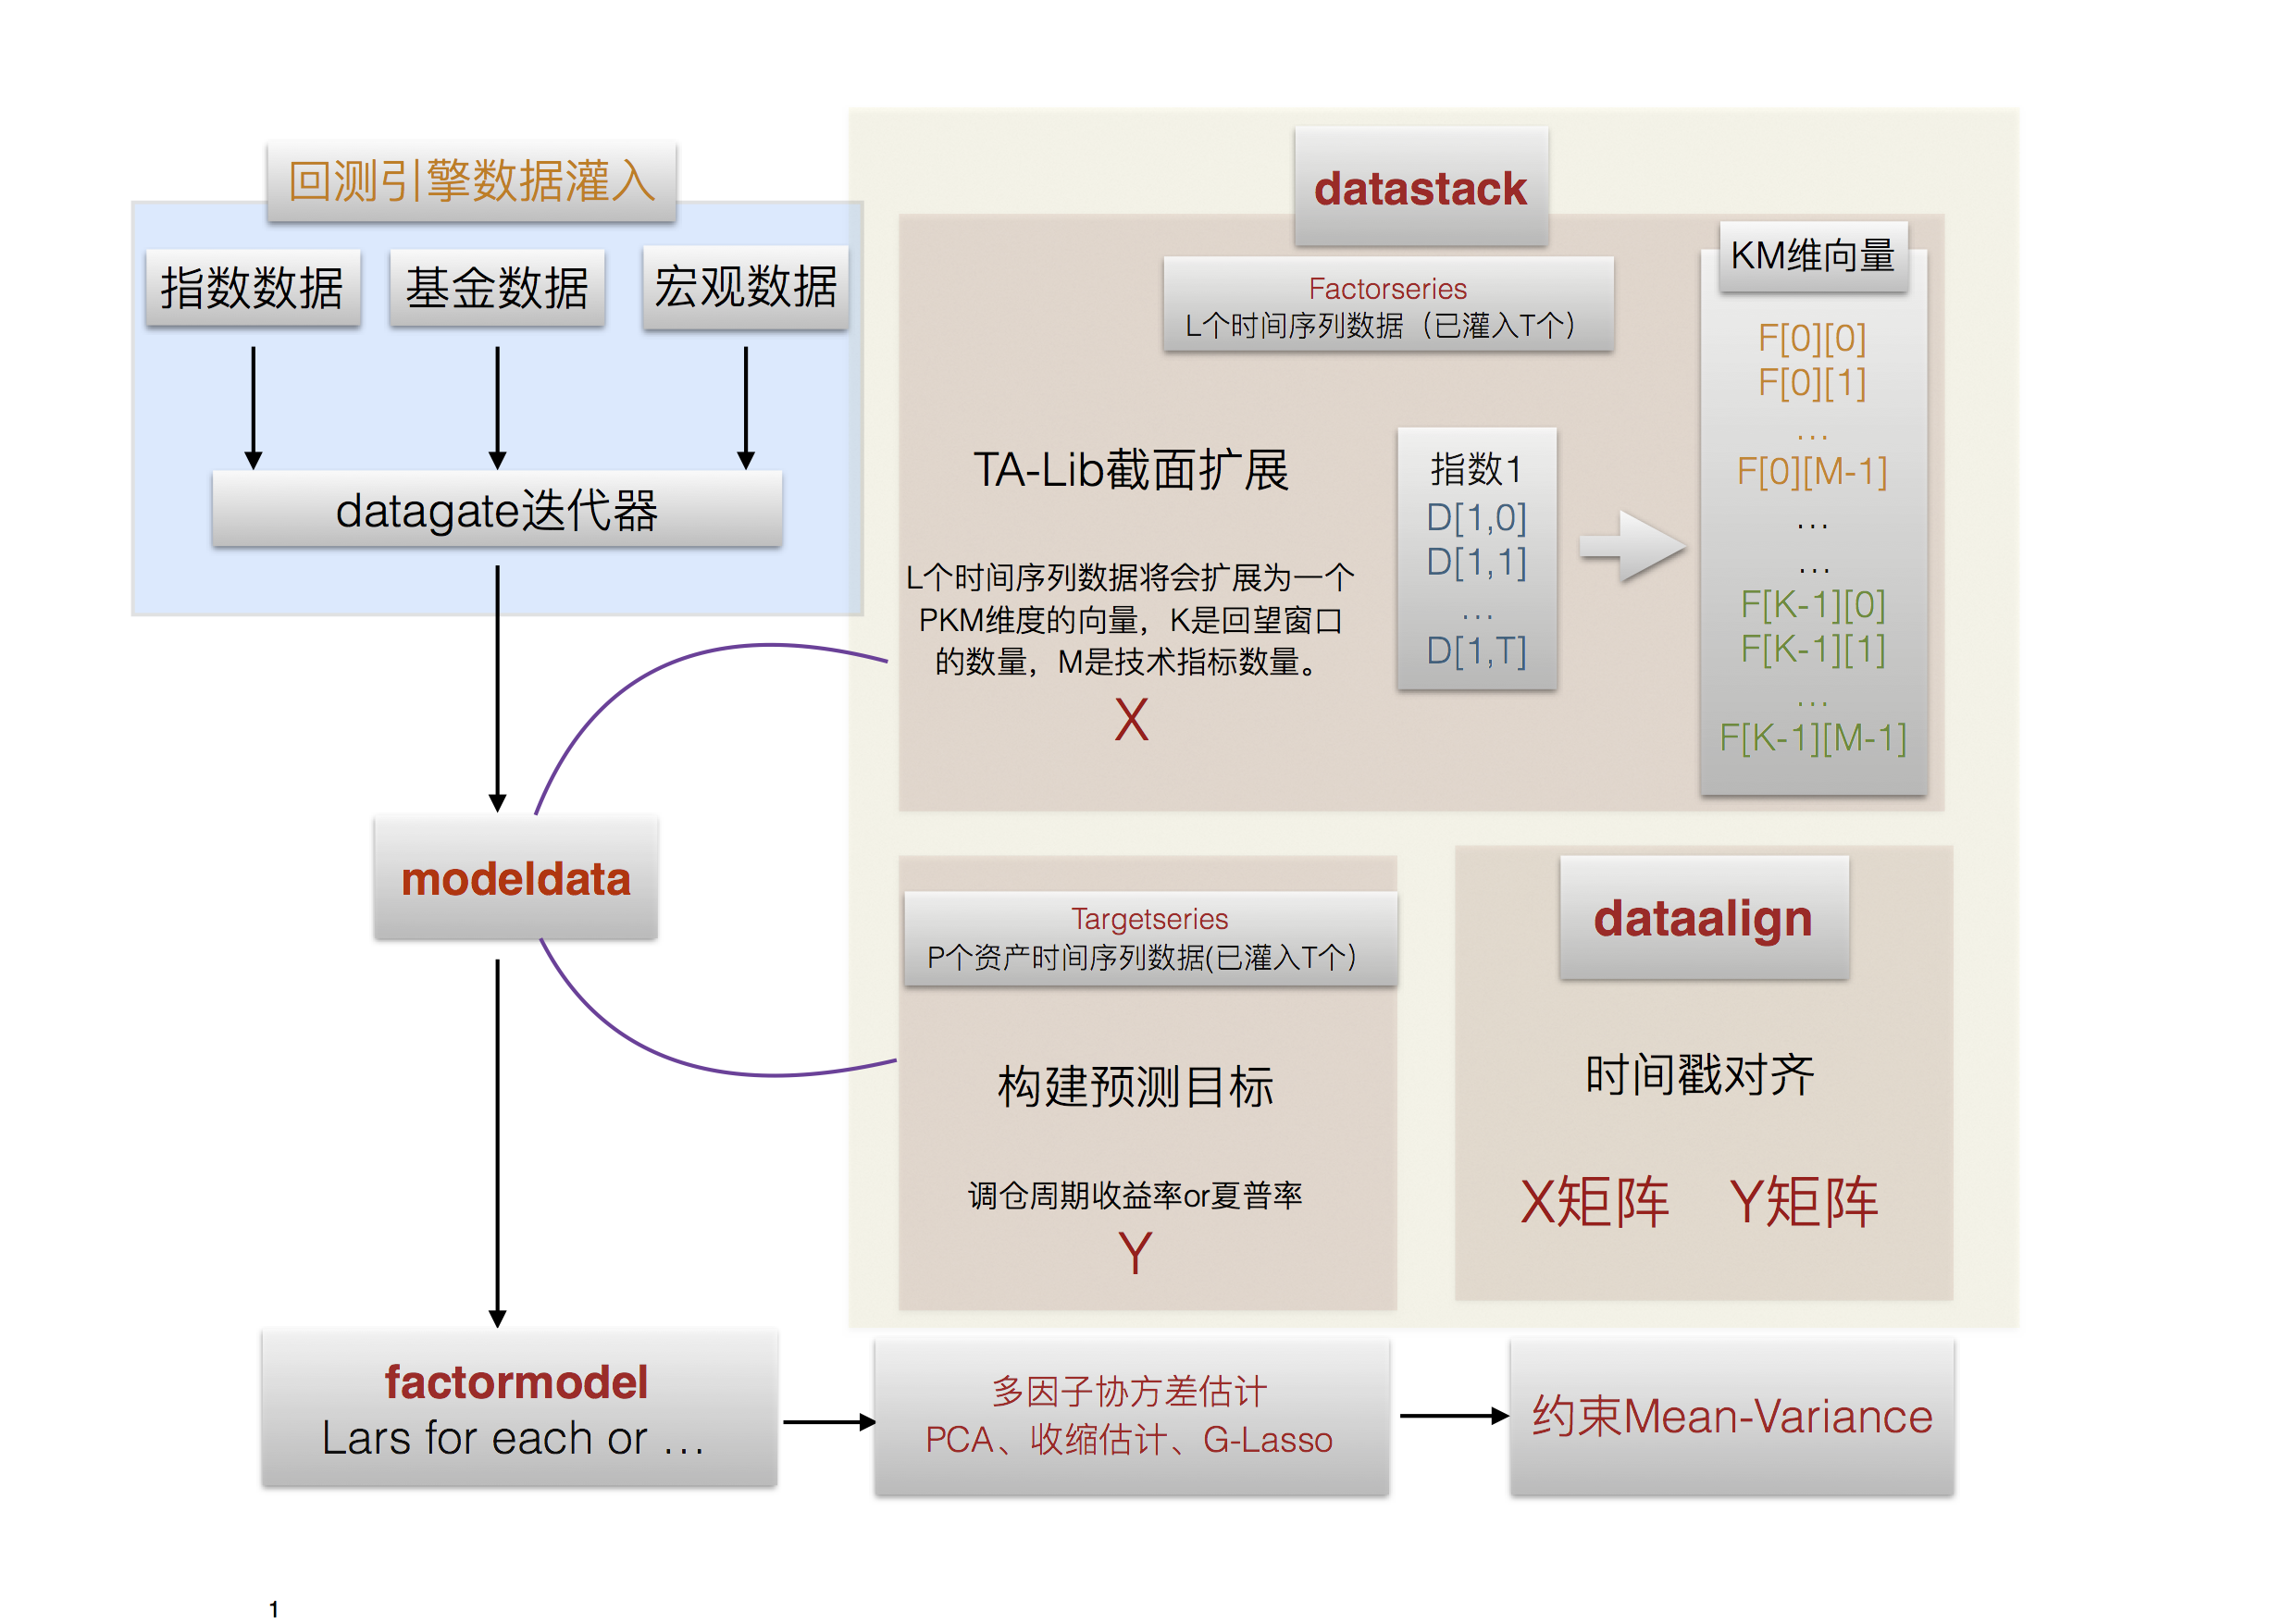 回测引擎数据灌入
指数数据
基金数据
宏观数据
datagate迭代器
modeldata
factormodel
Lars for each or …
datastack
Factorseries
L个时间序列数据（已灌入T个）
TA-Lib截面扩展
L个时间序列数据将会扩展为一个
PKM维度的向量，K是回望窗口
的数量，M是技术指标数量。
X
指数1
D[1,0]
D[1,1]
…
D[1,T]
KM维向量
F[0][0]
F[0][1]
…
F[0][M-1]
…
…
F[K-1][0]
F[K-1][1]
…
F[K-1][M-1]
Targetseries
P个资产时间序列数据(已灌入T个）
构建预测目标
调仓周期收益率or夏普率
Y
dataalign
时间戳对齐
X矩阵 Y矩阵
多因子协方差估计
PCA、收缩估计、G-Lasso
约束Mean-Variance
1